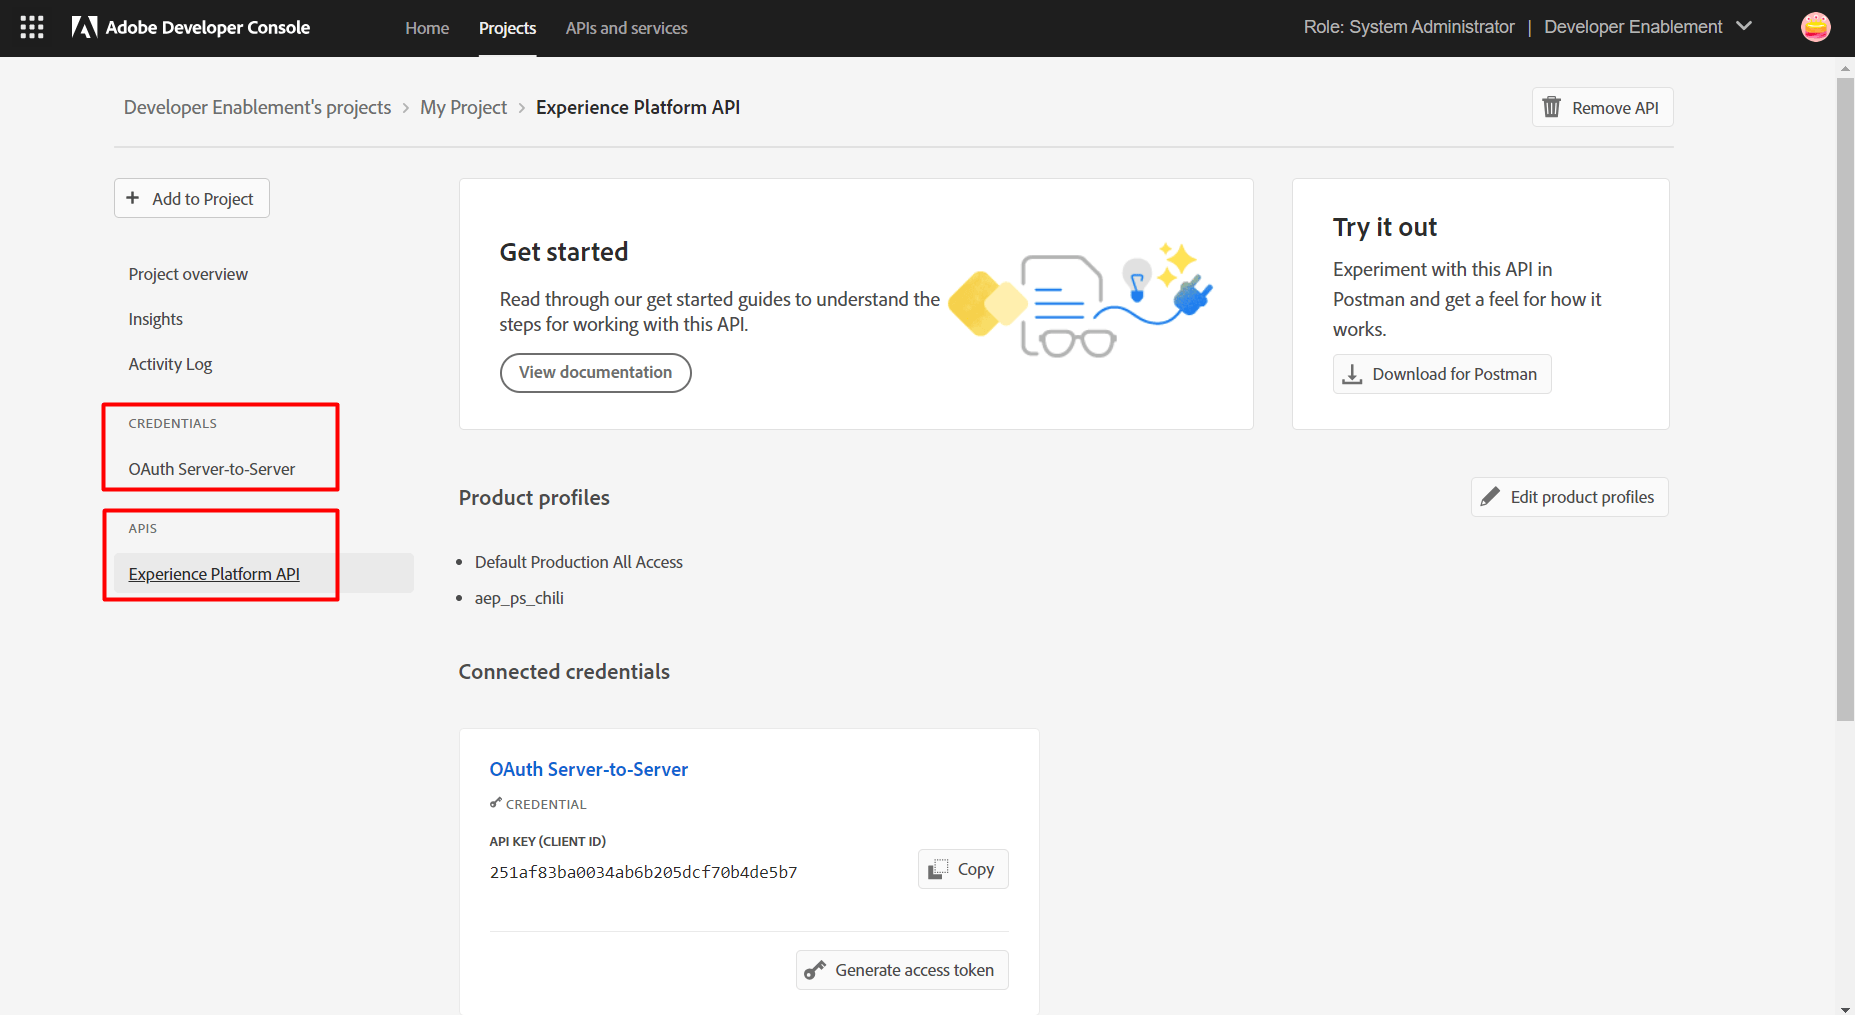 Adobe Developer Console
Home
Projects
APIs and services
Role: System Administrator | Developer Enablement
Developer Enablement's projects > My Project > Experience Platform API
Remove API
+ Add to Project
Project overview
Insights
Activity Log
CREDENTIALS
OAuth Server-to-Server
APIS
Experience Platform API
Get started
Read through our get started guides to understand the
steps for working with this API.
View documentation
Try it out
Experiment with this API in
Postman and get a feel for how it
works.
Download for Postman
Product profiles
Edit product profiles
• Default Production All Access
• aep_ps_chili
Connected credentials
OAuth Server-to-Server
CREDENTIAL
API KEY (CLIENT ID)
251af83ba0034ab6b205dcf70b4de5b7
Copy
Generate access token